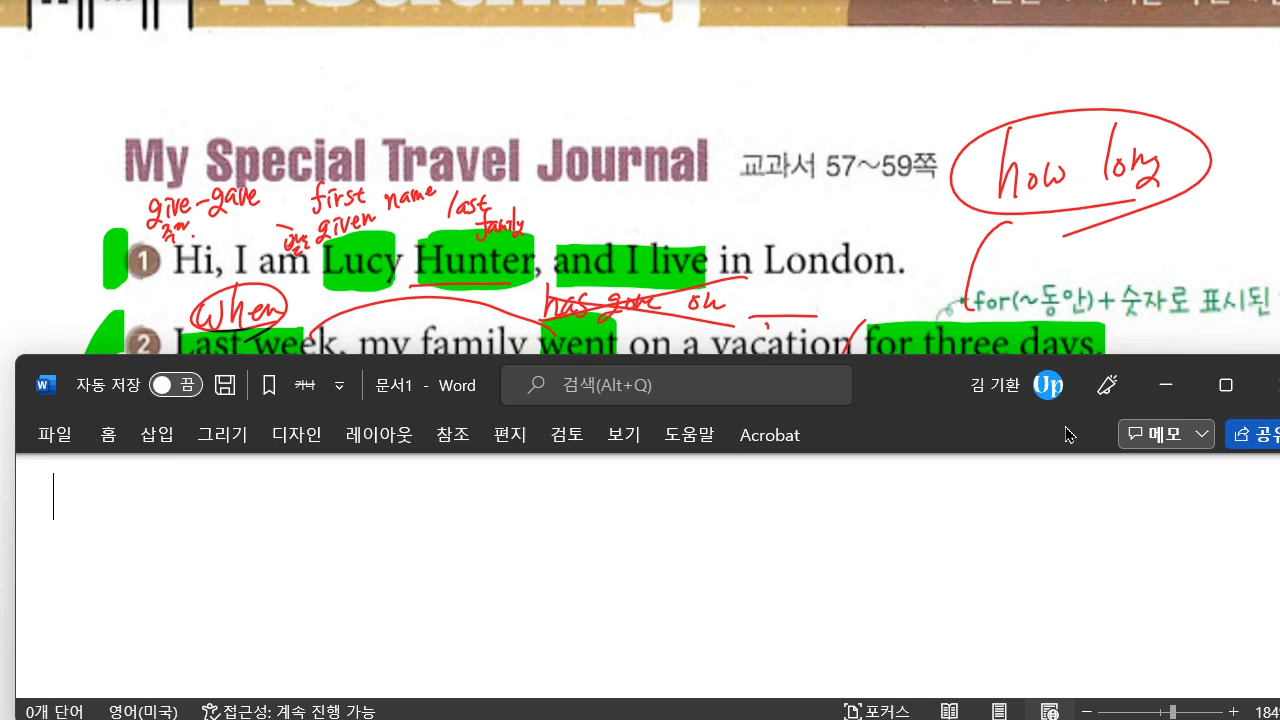 My Special Travel Journal 교과서 57～59쪽
how long
give-gave first name last
given family
① Hi, I am Lucy Hunter, and I live in London.
when has gone on for(~동안)+숫자로 표시된
② Last week, my family went on a vacation for three days.
자동 저장 끔 문서1 - Word 검색(Alt+Q) 김 기환 Up
파일 홈 삽입 그리기 디자인 레이아웃 참조 편지 검토 보기 도움말 Acrobat 메모 공유
0개 단어 영어(미국) 접근성: 계속 진행 가능 포커스 - +